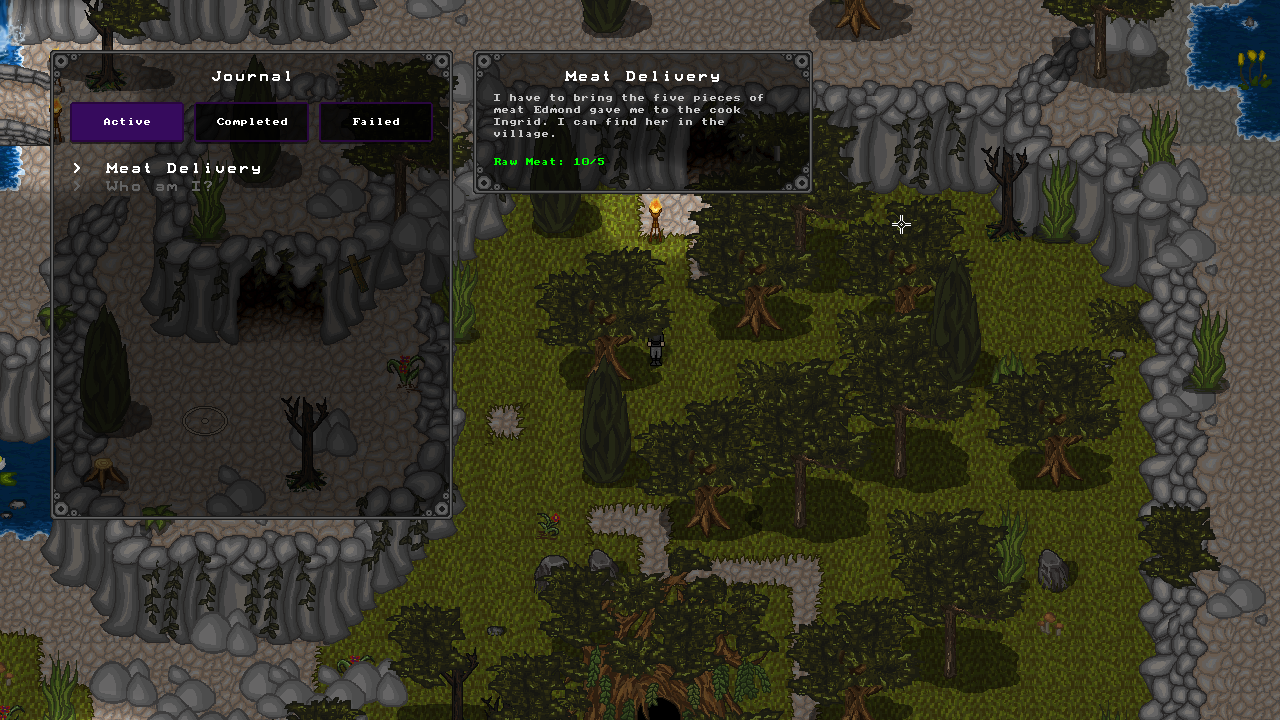 Journal
Active Completed Failed
> Meat Delivery
> Who am I?
Meat Delivery
I have to bring the five pieces of
meat Edmond gave me to the cook
Ingrid. I can find her in the
village.
Raw Meat: 10/5